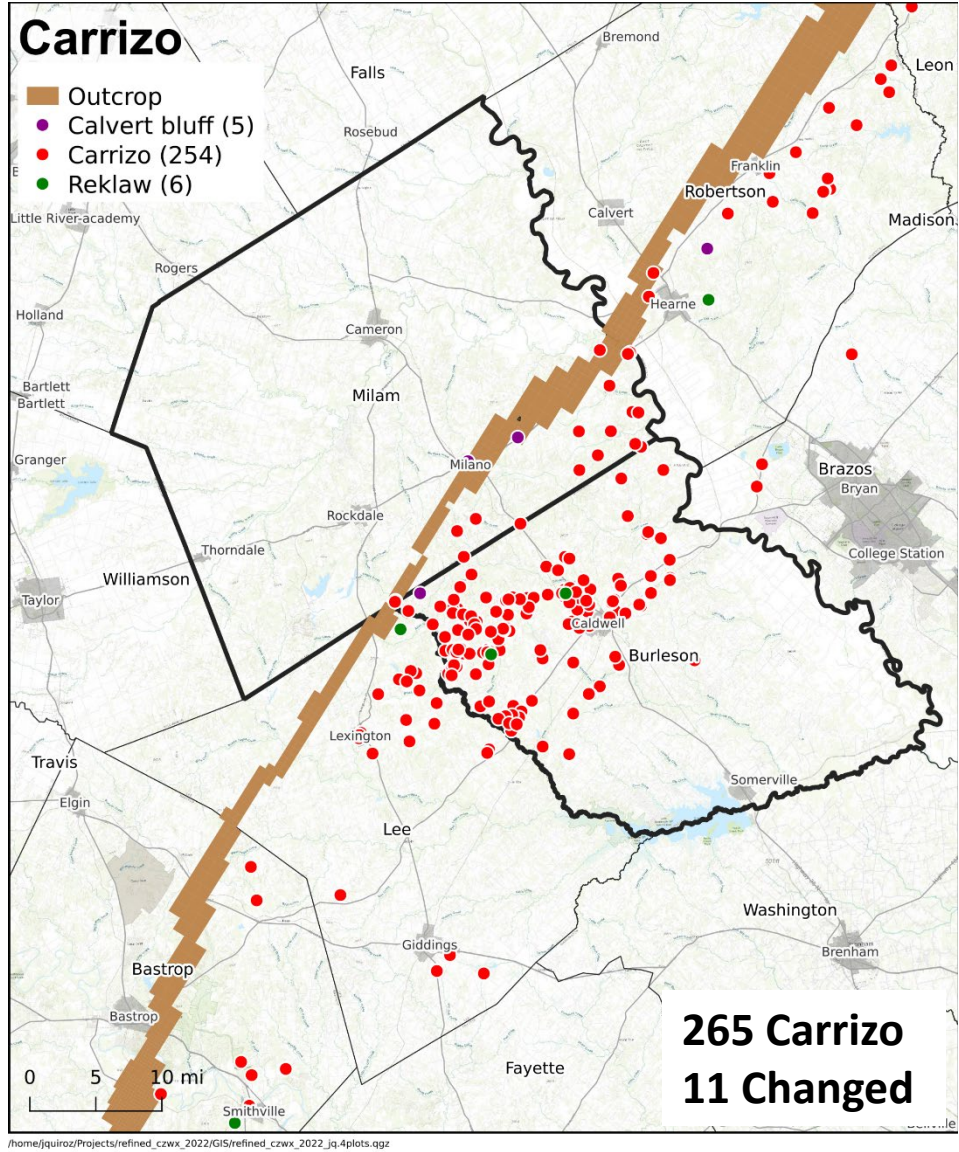 Carrizo
Outcrop
Calvert bluff (5)
Carrizo (254)
Reklaw (6)
Bremond
Leon
Falls
Rosebud
Franklin
Robertson
Little River-academy
Calvert
Madison
Rogers
Holland
Hearne
Cameron
Bartlett
Bartlett
Milam
4
Granger
Milano
Brazos
Bryan
Rockdale
College Station
Thorndale
Williamson
Taylor
Caldwell
Burleson
Lexington
Travis
Somerville
Elgin
Lee
Washington
Giddings
Brenham
Bastrop
Bastrop
265 Carrizo
11 Changed
Fayette
0 5 10 mi
Smithville
Bellville
/home/jquiroz/Projects/refined_czwx_2022/GIS/refined_czwx_2022_jq.4plots.qgz